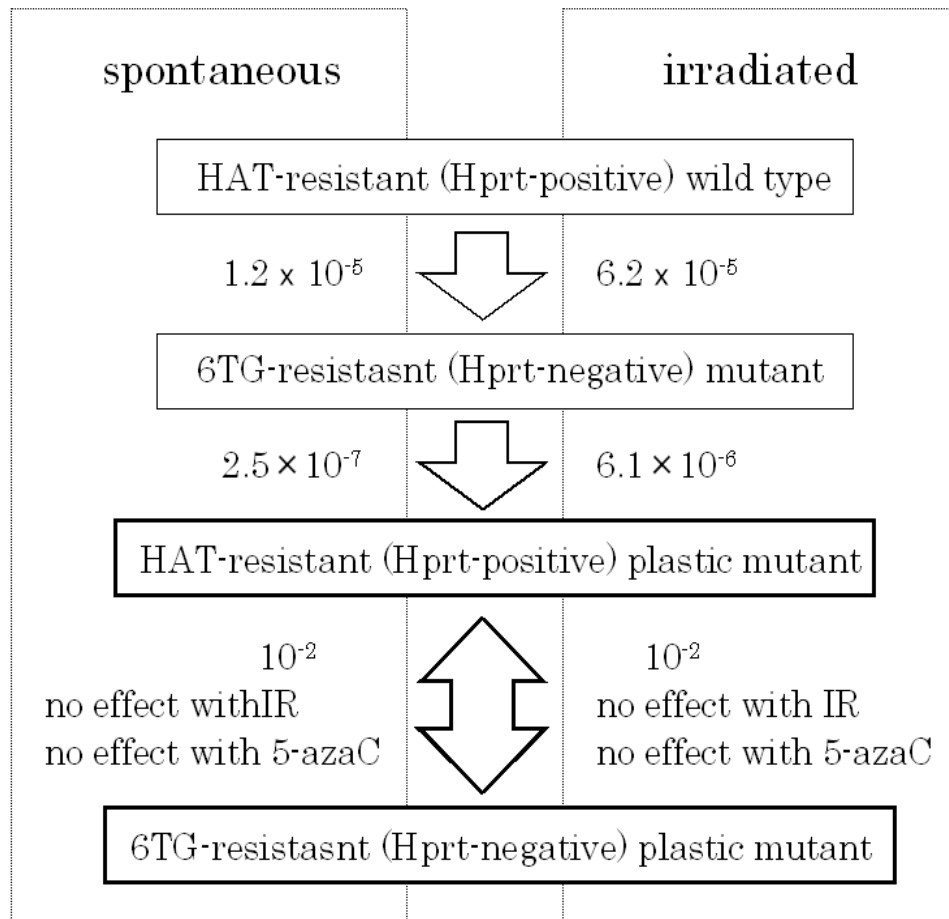 spontaneous irradiated
HAT-resistant (Hprt-positive) wild type
1.2 x 10⁻⁵ 6.2 x 10⁻⁵
6TG-resistasnt (Hprt-negative) mutant
2.5 × 10⁻⁷ 6.1 × 10⁻⁶
HAT-resistant (Hprt-positive) plastic mutant
10⁻² 10⁻²
no effect withIR no effect with IR
no effect with 5-azaC no effect with 5-azaC
6TG-resistasnt (Hprt-negative) plastic mutant